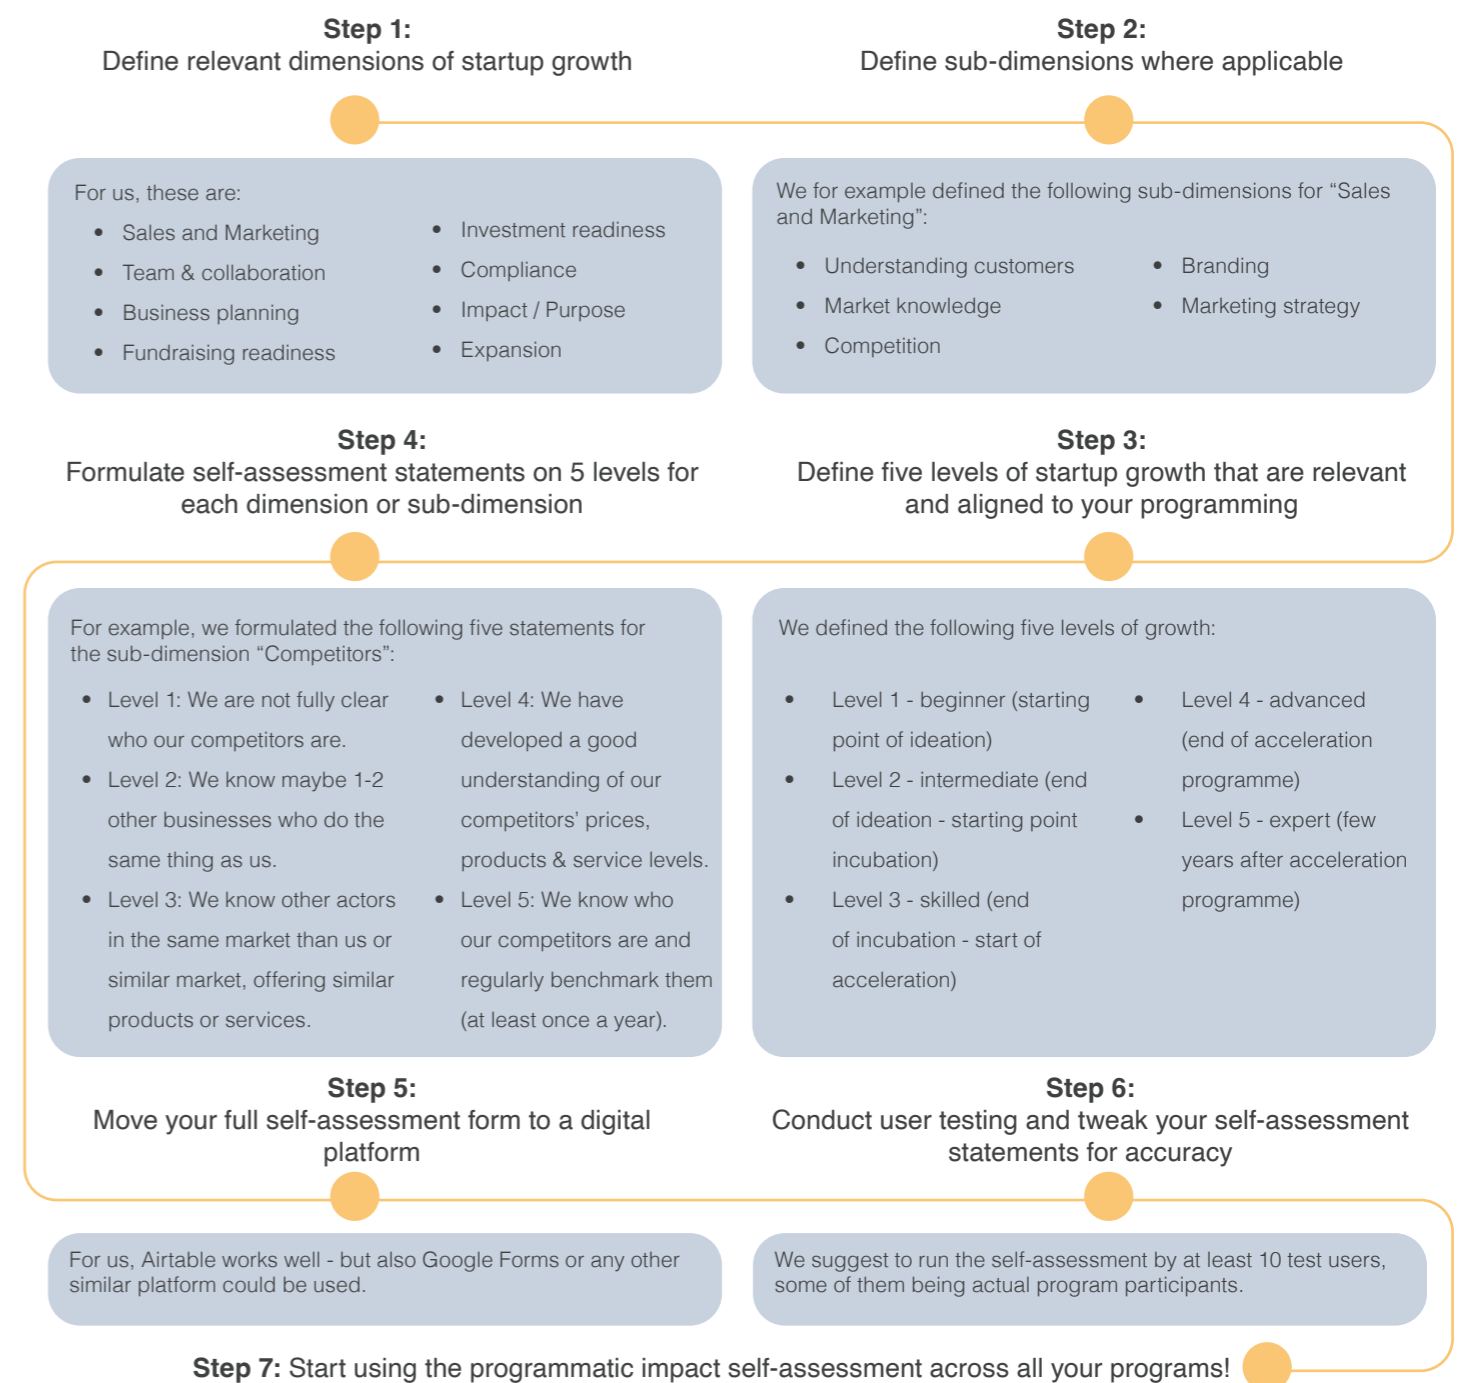 Step 1:
Define relevant dimensions of startup growth
For us, these are:
• Sales and Marketing
• Team & collaboration
• Business planning
• Fundraising readiness
• Investment readiness
• Compliance
• Impact / Purpose
• Expansion
Step 2:
Define sub-dimensions where applicable
We for example defined the following sub-dimensions for “Sales
and Marketing”:
• Understanding customers
• Market knowledge
• Competition
• Branding
• Marketing strategy
Step 3:
Define five levels of startup growth that are relevant
and aligned to your programming
We defined the following five levels of growth:
• Level 1 - beginner (starting
point of ideation)
• Level 2 - intermediate (end
of ideation - starting point
incubation)
• Level 3 - skilled (end
of incubation - start of
acceleration)
• Level 4 - advanced
(end of acceleration
programme)
• Level 5 - expert (few
years after acceleration
programme)
Step 4:
Formulate self-assessment statements on 5 levels for
each dimension or sub-dimension
For example, we formulated the following five statements for
the sub-dimension “Competitors”:
• Level 1: We are not fully clear
who our competitors are.
• Level 2: We know maybe 1-2
other businesses who do the
same thing as us.
• Level 3: We know other actors
in the same market than us or
similar market, offering similar
products or services.
• Level 4: We have
developed a good
understanding of our
competitors’ prices,
products & service levels.
• Level 5: We know who
our competitors are and
regularly benchmark them
(at least once a year).
Step 5:
Move your full self-assessment form to a digital
platform
For us, Airtable works well - but also Google Forms or any other
similar platform could be used.
Step 6:
Conduct user testing and tweak your self-assessment
statements for accuracy
We suggest to run the self-assessment by at least 10 test users,
some of them being actual program participants.
Step 7: Start using the programmatic impact self-assessment across all your programs!